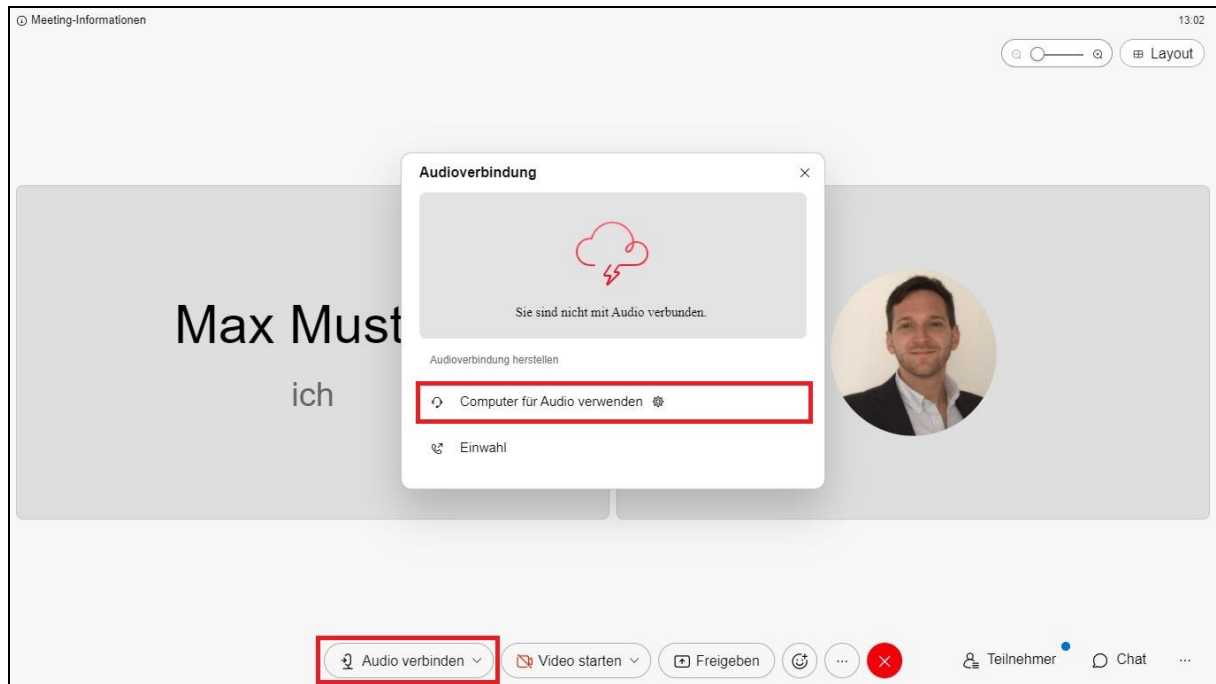 Meeting-Informationen
13:02
Layout
Audioverbindung
Sie sind nicht mit Audio verbunden.
Audioverbindung herstellen
Computer für Audio verwenden
Einwahl
Max Must
ich
Audio verbinden
Video starten
Freigeben
Teilnehmer
Chat